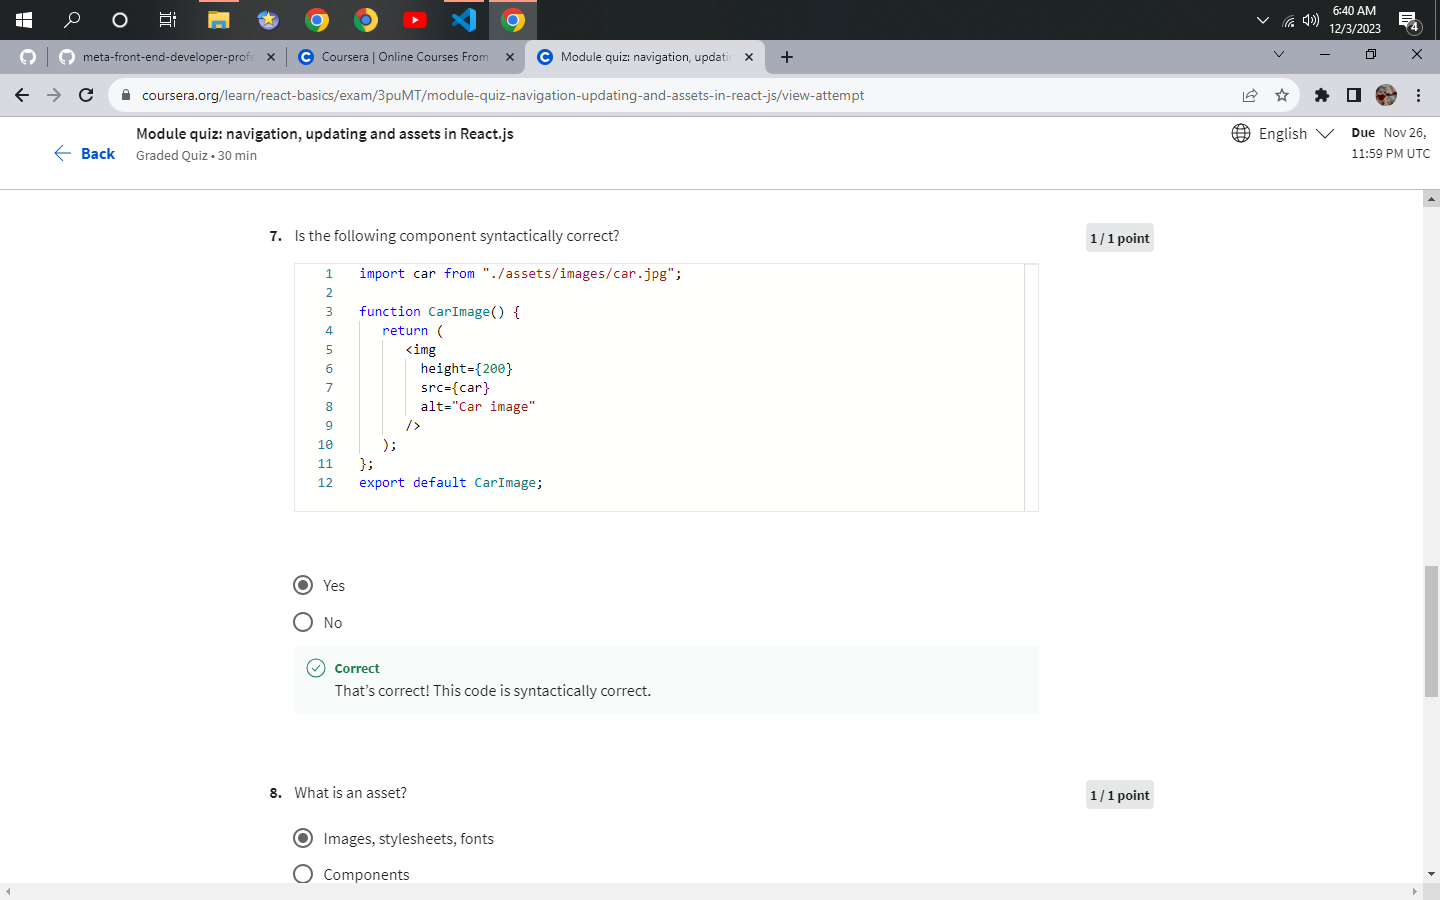 6:40 AM
12/3/2023
4
meta-front-end-developer-profe
Coursera | Online Courses From
Module quiz: navigation, updatin
coursera.org/learn/react-basics/exam/3puMT/module-quiz-navigation-updating-and-assets-in-react-js/view-attempt
Back
Module quiz: navigation, updating and assets in React.js
Graded Quiz • 30 min
English
Due Nov 26,
11:59 PM UTC
7. Is the following component syntactically correct?
1 / 1 point
1 import car from "./assets/images/car.jpg";
2
3 function CarImage() {
4 return (
5 <img
6 height={200}
7 src={car}
8 alt="Car image"
9 />
10 );
11 };
12 export default CarImage;
Yes
No
Correct
That’s correct! This code is syntactically correct.
8. What is an asset?
1 / 1 point
Images, stylesheets, fonts
Components